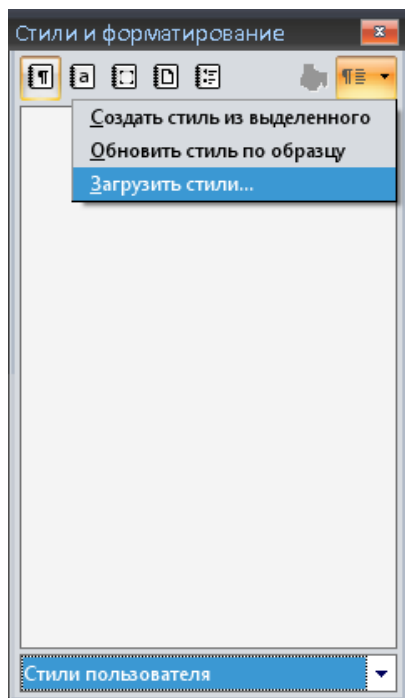 Стили и форматирование
Создать стиль из выделенного
Обновить стиль по образцу
Загрузить стили...
Стили пользователя